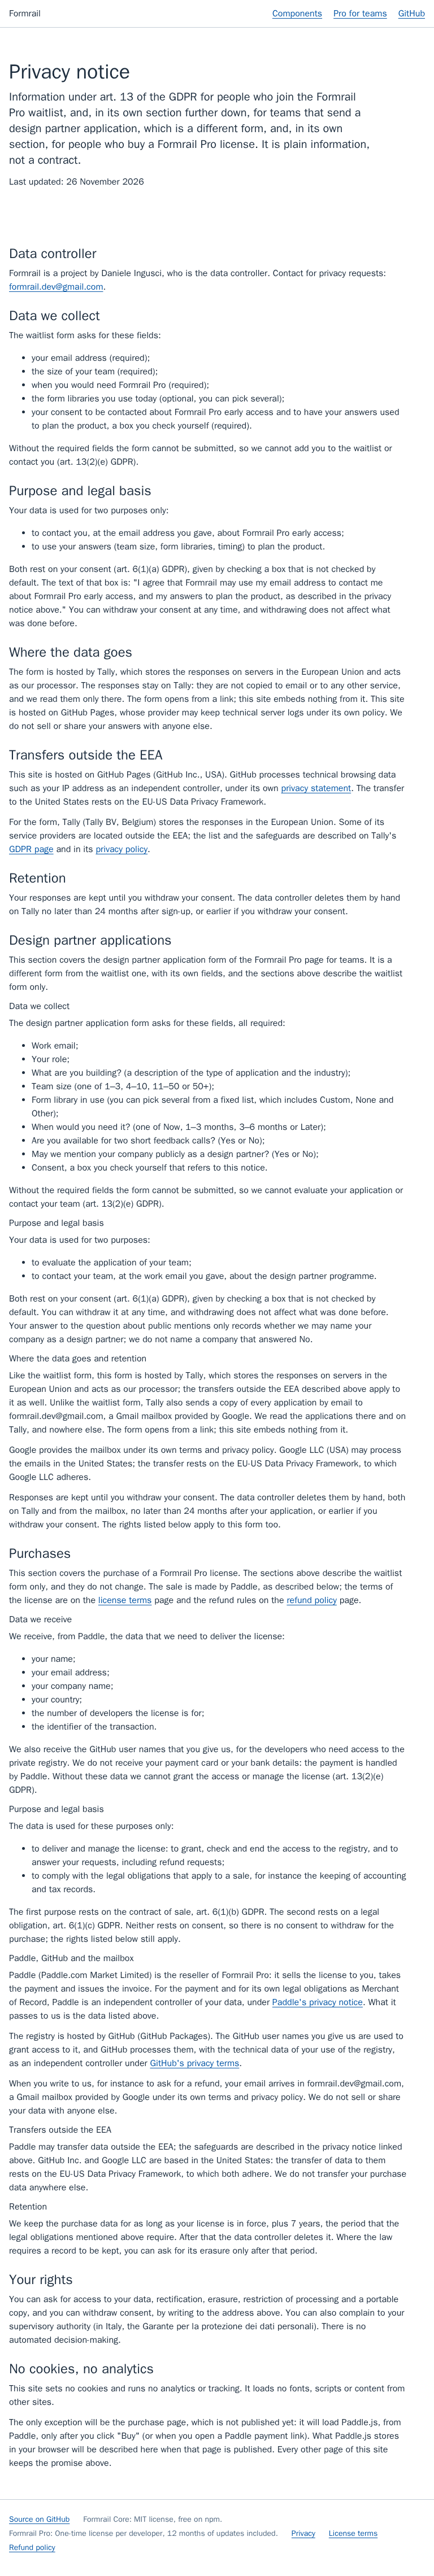 Formrail
Components Pro for teams GitHub
Privacy notice
Information under art. 13 of the GDPR for people who join the Formrail
Pro waitlist, and, in its own section further down, for teams that send a
design partner application, which is a different form, and, in its own
section, for people who buy a Formrail Pro license. It is plain information,
not a contract.
Last updated: 26 November 2026
Data controller
Formrail is a project by Daniele Ingusci, who is the data controller. Contact for privacy requests:
formrail.dev@gmail.com.
Data we collect
The waitlist form asks for these fields:
• your email address (required);
• the size of your team (required);
• when you would need Formrail Pro (required);
• the form libraries you use today (optional, you can pick several);
• your consent to be contacted about Formrail Pro early access and to have your answers used
to plan the product, a box you check yourself (required).
Without the required fields the form cannot be submitted, so we cannot add you to the waitlist or
contact you (art. 13(2)(e) GDPR).
Purpose and legal basis
Your data is used for two purposes only:
• to contact you, at the email address you gave, about Formrail Pro early access;
• to use your answers (team size, form libraries, timing) to plan the product.
Both rest on your consent (art. 6(1)(a) GDPR), given by checking a box that is not checked by
default. The text of that box is: "I agree that Formrail may use my email address to contact me
about Formrail Pro early access, and my answers to plan the product, as described in the privacy
notice above." You can withdraw your consent at any time, and withdrawing does not affect what
was done before.
Where the data goes
The form is hosted by Tally, which stores the responses on servers in the European Union and acts
as our processor. The responses stay on Tally: they are not copied to email or to any other service,
and we read them only there. The form opens from a link; this site embeds nothing from it. This site
is hosted on GitHub Pages, whose provider may keep technical server logs under its own policy. We
do not sell or share your answers with anyone else.
Transfers outside the EEA
This site is hosted on GitHub Pages (GitHub Inc., USA). GitHub processes technical browsing data
such as your IP address as an independent controller, under its own privacy statement. The transfer
to the United States rests on the EU-US Data Privacy Framework.
For the form, Tally (Tally BV, Belgium) stores the responses in the European Union. Some of its
service providers are located outside the EEA; the list and the safeguards are described on Tally's
GDPR page and in its privacy policy.
Retention
Your responses are kept until you withdraw your consent. The data controller deletes them by hand
on Tally no later than 24 months after sign-up, or earlier if you withdraw your consent.
Design partner applications
This section covers the design partner application form of the Formrail Pro page for teams. It is a
different form from the waitlist one, with its own fields, and the sections above describe the waitlist
form only.
Data we collect
The design partner application form asks for these fields, all required:
• Work email;
• Your role;
• What are you building? (a description of the type of application and the industry);
• Team size (one of 1–3, 4–10, 11–50 or 50+);
• Form library in use (you can pick several from a fixed list, which includes Custom, None and
Other);
• When would you need it? (one of Now, 1–3 months, 3–6 months or Later);
• Are you available for two short feedback calls? (Yes or No);
• May we mention your company publicly as a design partner? (Yes or No);
• Consent, a box you check yourself that refers to this notice.
Without the required fields the form cannot be submitted, so we cannot evaluate your application or
contact your team (art. 13(2)(e) GDPR).
Purpose and legal basis
Your data is used for two purposes:
• to evaluate the application of your team;
• to contact your team, at the work email you gave, about the design partner programme.
Both rest on your consent (art. 6(1)(a) GDPR), given by checking a box that is not checked by
default. You can withdraw it at any time, and withdrawing does not affect what was done before.
Your answer to the question about public mentions only records whether we may name your
company as a design partner; we do not name a company that answered No.
Where the data goes and retention
Like the waitlist form, this form is hosted by Tally, which stores the responses on servers in the
European Union and acts as our processor; the transfers outside the EEA described above apply to
it as well. Unlike the waitlist form, Tally also sends a copy of every application by email to
formrail.dev@gmail.com, a Gmail mailbox provided by Google. We read the applications there and on
Tally, and nowhere else. The form opens from a link; this site embeds nothing from it.
Google provides the mailbox under its own terms and privacy policy. Google LLC (USA) may process
the emails in the United States; the transfer rests on the EU-US Data Privacy Framework, to which
Google LLC adheres.
Responses are kept until you withdraw your consent. The data controller deletes them by hand, both
on Tally and from the mailbox, no later than 24 months after your application, or earlier if you
withdraw your consent. The rights listed below apply to this form too.
Purchases
This section covers the purchase of a Formrail Pro license. The sections above describe the waitlist
form only, and they do not change. The sale is made by Paddle, as described below; the terms of
the license are on the license terms page and the refund rules on the refund policy page.
Data we receive
We receive, from Paddle, the data that we need to deliver the license:
• your name;
• your email address;
• your company name;
• your country;
• the number of developers the license is for;
• the identifier of the transaction.
We also receive the GitHub user names that you give us, for the developers who need access to the
private registry. We do not receive your payment card or your bank details: the payment is handled
by Paddle. Without these data we cannot grant the access or manage the license (art. 13(2)(e)
GDPR).
Purpose and legal basis
The data is used for these purposes only:
• to deliver and manage the license: to grant, check and end the access to the registry, and to
answer your requests, including refund requests;
• to comply with the legal obligations that apply to a sale, for instance the keeping of accounting
and tax records.
The first purpose rests on the contract of sale, art. 6(1)(b) GDPR. The second rests on a legal
obligation, art. 6(1)(c) GDPR. Neither rests on consent, so there is no consent to withdraw for the
purchase; the rights listed below still apply.
Paddle, GitHub and the mailbox
Paddle (Paddle.com Market Limited) is the reseller of Formrail Pro: it sells the license to you, takes
the payment and issues the invoice. For the payment and for its own legal obligations as Merchant
of Record, Paddle is an independent controller of your data, under Paddle's privacy notice. What it
passes to us is the data listed above.
The registry is hosted by GitHub (GitHub Packages). The GitHub user names you give us are used to
grant access to it, and GitHub processes them, with the technical data of your use of the registry,
as an independent controller under GitHub's privacy terms.
When you write to us, for instance to ask for a refund, your email arrives in formrail.dev@gmail.com,
a Gmail mailbox provided by Google under its own terms and privacy policy. We do not sell or share
your data with anyone else.
Transfers outside the EEA
Paddle may transfer data outside the EEA; the safeguards are described in the privacy notice linked
above. GitHub Inc. and Google LLC are based in the United States: the transfer of data to them
rests on the EU-US Data Privacy Framework, to which both adhere. We do not transfer your purchase
data anywhere else.
Retention
We keep the purchase data for as long as your license is in force, plus 7 years, the period that the
legal obligations mentioned above require. After that the data controller deletes it. Where the law
requires a record to be kept, you can ask for its erasure only after that period.
Your rights
You can ask for access to your data, rectification, erasure, restriction of processing and a portable
copy, and you can withdraw consent, by writing to the address above. You can also complain to your
supervisory authority (in Italy, the Garante per la protezione dei dati personali). There is no
automated decision-making.
No cookies, no analytics
This site sets no cookies and runs no analytics or tracking. It loads no fonts, scripts or content from
other sites.
The only exception will be the purchase page, which is not published yet: it will load Paddle.js, from
Paddle, only after you click "Buy" (or when you open a Paddle payment link). What Paddle.js stores
in your browser will be described here when that page is published. Every other page of this site
keeps the promise above.
Source on GitHub Formrail Core: MIT license, free on npm.
Formrail Pro: One-time license per developer, 12 months of updates included. Privacy License terms
Refund policy